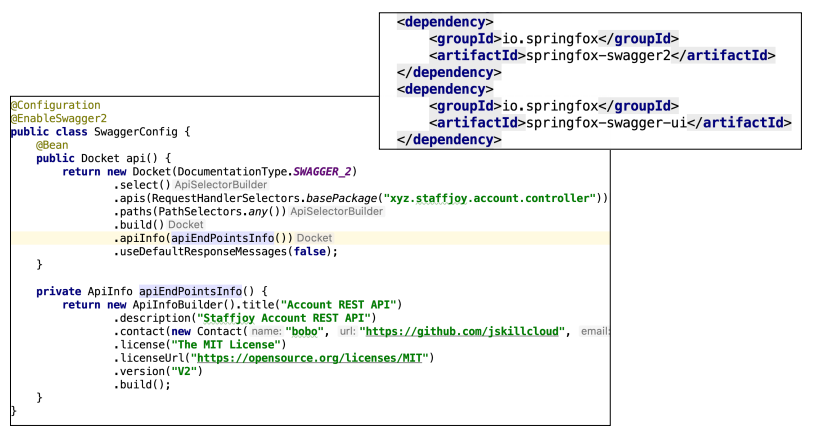 <dependency>
<groupId>io.springfox</groupId>
<artifactId>springfox-swagger2</artifactId>
</dependency>
<dependency>
<groupId>io.springfox</groupId>
<artifactId>springfox-swagger-ui</artifactId>
</dependency>
@Configuration
@EnableSwagger2
public class SwaggerConfig {
@Bean
public Docket api() {
return new Docket(DocumentationType.SWAGGER_2)
.select() ApiSelectorBuilder
.apis(RequestHandlerSelectors.basePackage("xyz.staffjoy.account.controller"))
.paths(PathSelectors.any()) ApiSelectorBuilder
.build() Docket
.apiInfo(apiEndPointsInfo()) Docket
.useDefaultResponseMessages(false);
}
private ApiInfo apiEndPointsInfo() {
return new ApiInfoBuilder().title("Account REST API")
.description("Staffjoy Account REST API")
.contact(new Contact( name: "bobo", url: "https://github.com/jskillcloud", email:
.license("The MIT License")
.licenseUrl("https://opensource.org/licenses/MIT")
.version("V2")
.build();
}
}